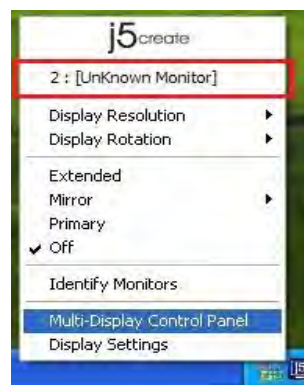 j5create
2 : [UnKnown Monitor]
Display Resolution
Display Rotation
Extended
Mirror
Primary
Off
Identify Monitors
Multi-Display Control Panel
Display Settings